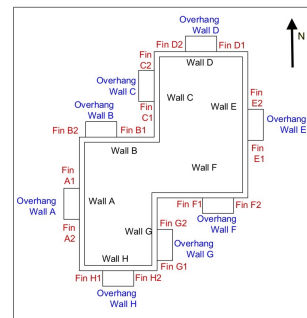 Overhang
Wall D
Fin D2
Fin D1
N
Fin
C2
Wall D
Overhang
Wall C
Wall C
Wall E
Fin
E2
Overhang
Wall B
Fin
C1
Overhang
Wall E
Fin B2
Fin B1
Wall B
Fin
E1
Wall F
Fin
A1
Overhang
Wall A
Wall A
Fin F1
Fin F2
Fin
A2
Overhang
Wall F
Wall G
Fin G2
Overhang
Wall G
Wall H
Fin G1
Fin H1
Fin H2
Overhang
Wall H